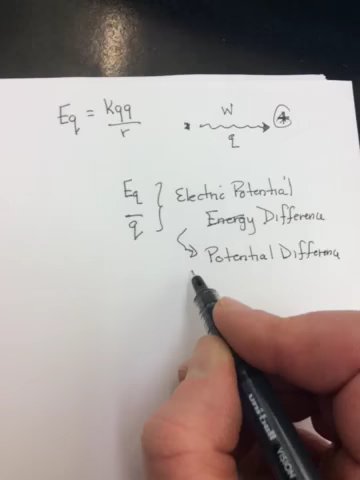 Eq = kqq/r
W
q
+
Eq/q } Electric Potential
Energy Difference
Potential Difference
uni-ball VISION